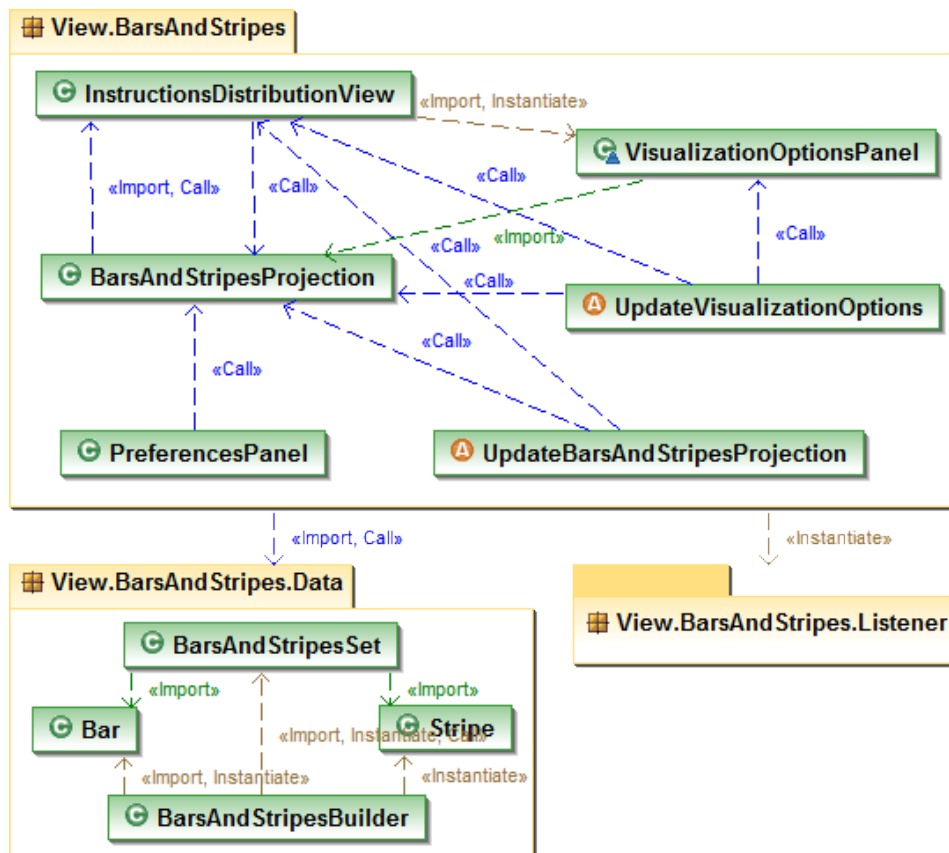 View.BarsAndStripes
InstructionsDistributionView
«Import, Instantiate»
VisualizationOptionsPanel
«Import, Call»
«Call»
«Call»
«Call»
«Import»
«Call»
BarsAndStripesProjection
«Call»
UpdateVisualizationOptions
«Call»
«Call»
PreferencesPanel
UpdateBarsAndStripesProjection
«Import, Call»
«Instantiate»
View.BarsAndStripes.Data
View.BarsAndStripes.Listener
BarsAndStripesSet
«Import»
«Import»
Bar
Stripe
«Import, Instantiate, Call»
«Import, Instantiate»
«Instantiate»
BarsAndStripesBuilder